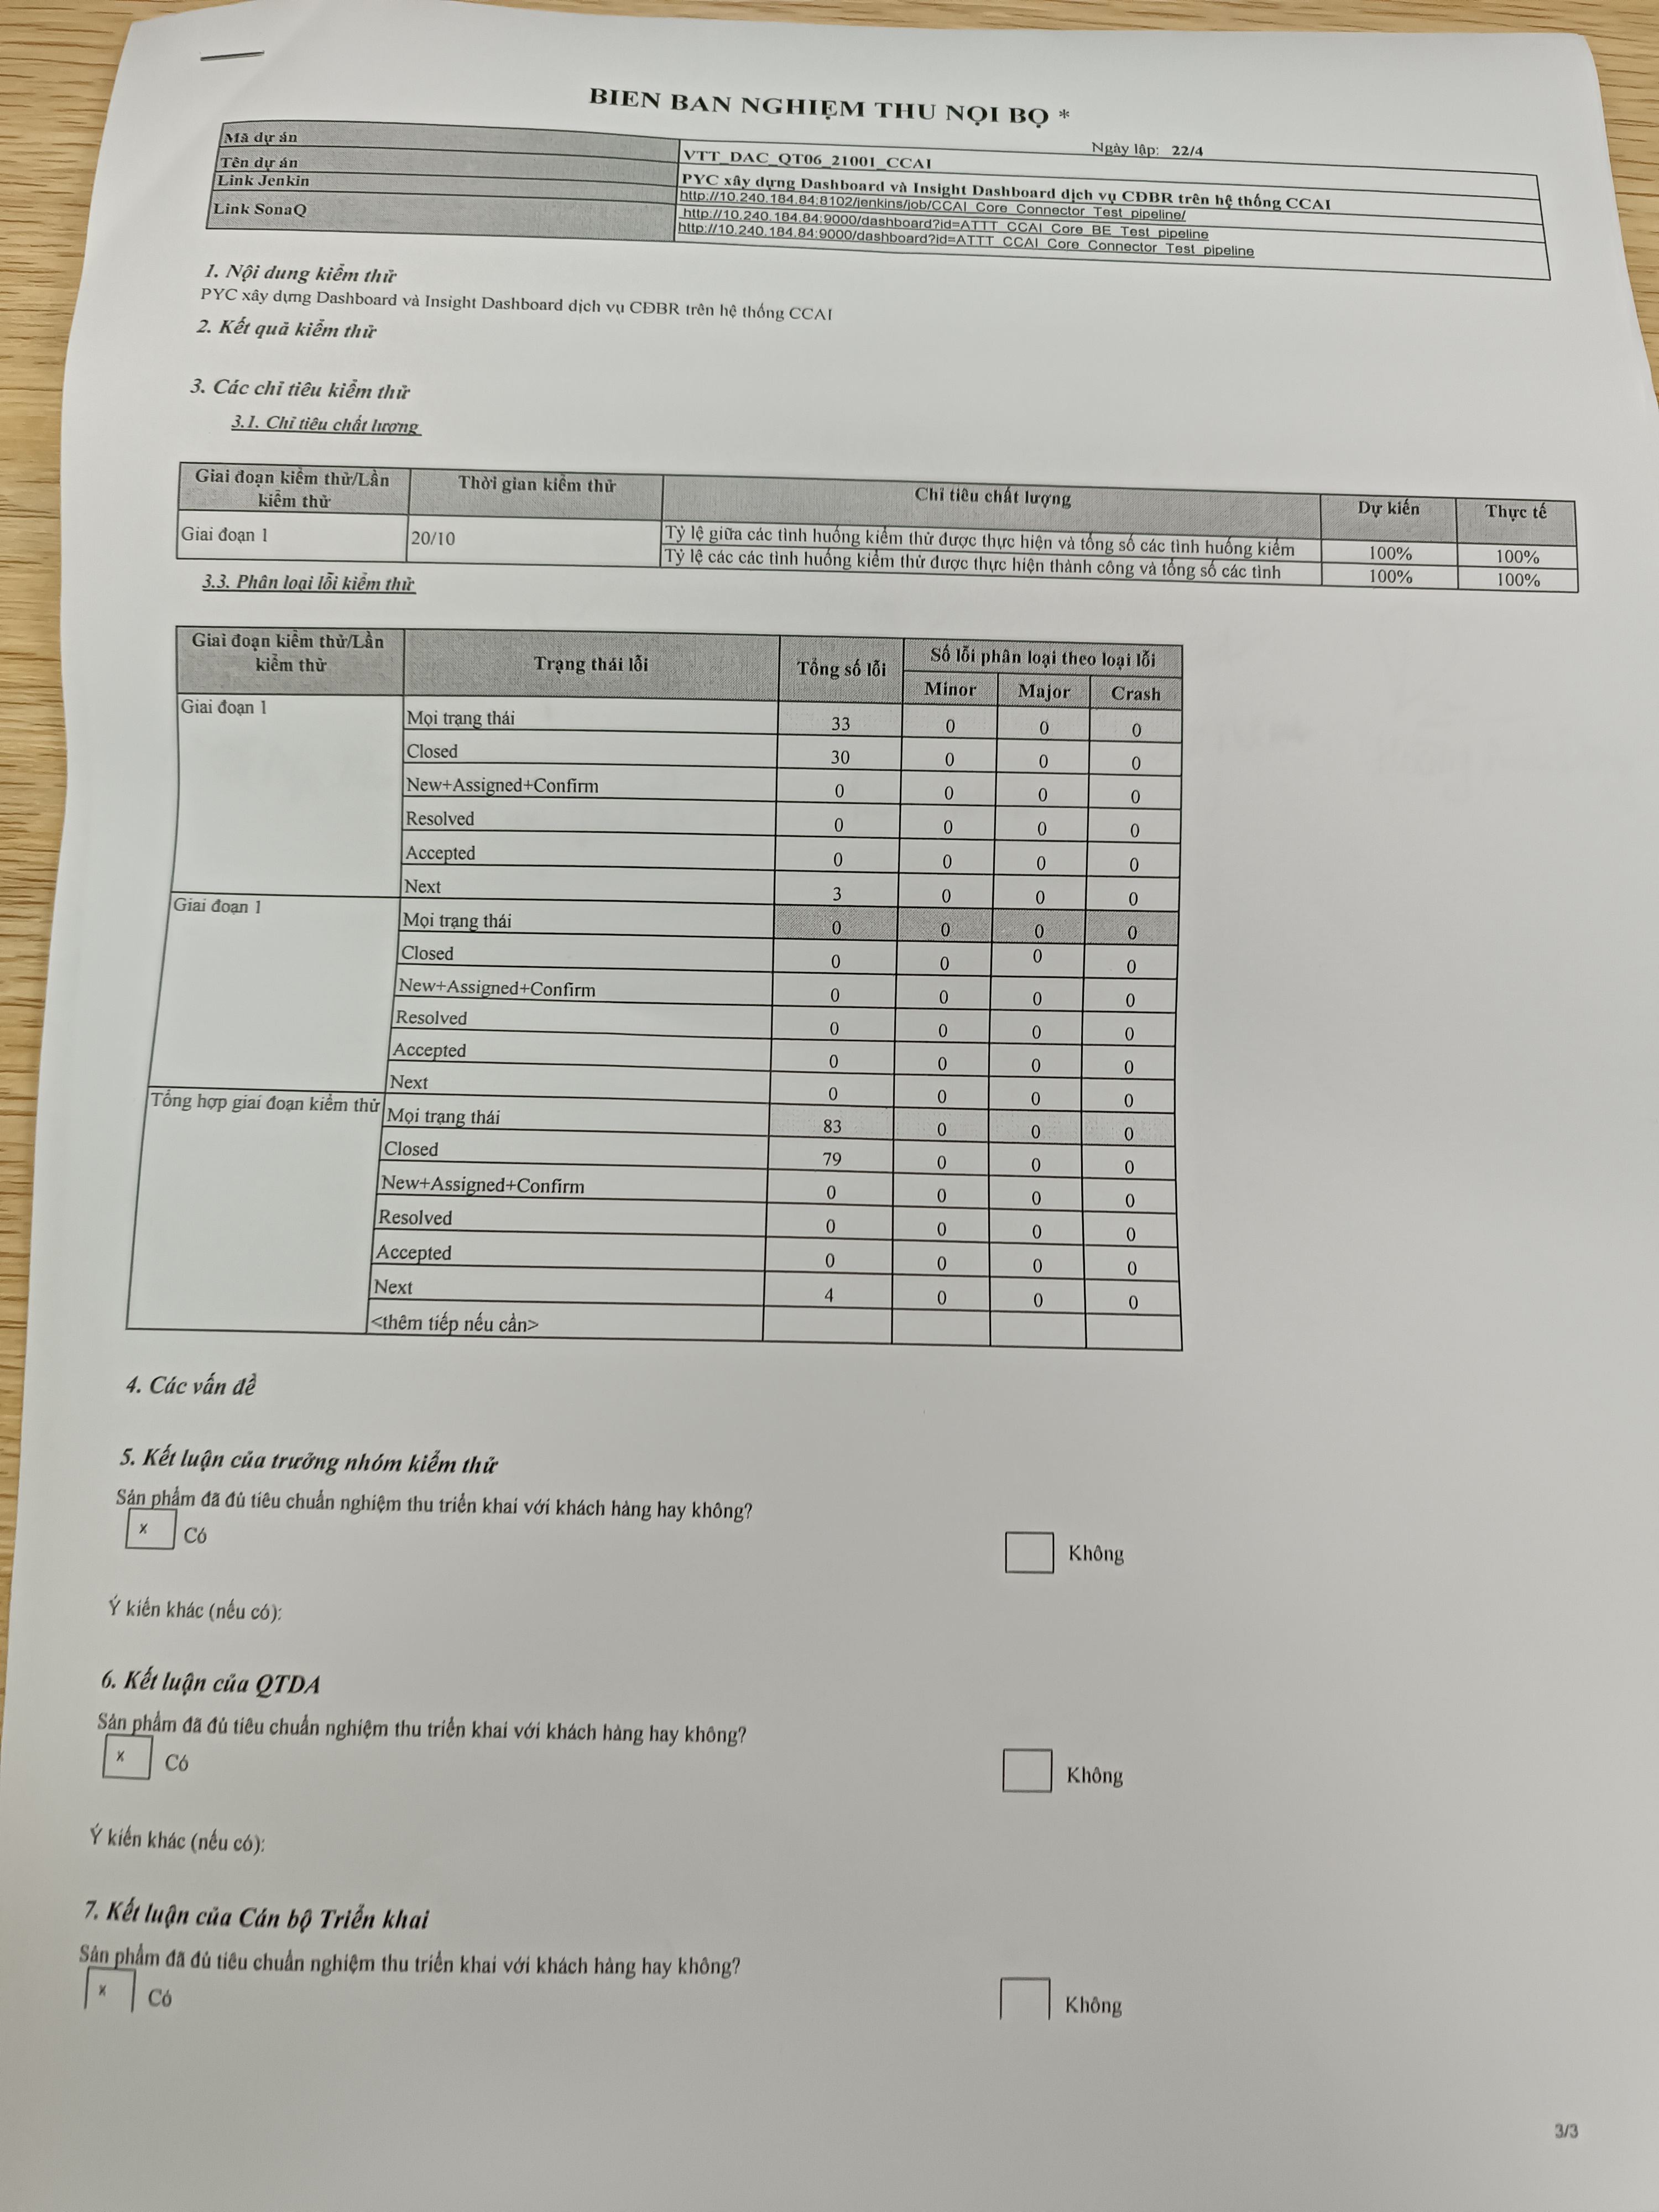 BIEN BAN NGHIỆM THU NỌI BỌ *
Ngày lập: 22/4
Mã dự án VTT_DAC_QT06_21001_CCAI
Tên dự án PYC xây dựng Dashboard và Insight Dashboard dịch vụ CĐBR trên hệ thống CCAI
Link Jenkin http://10.240.184.84:8102/jenkins/job/CCAI_Core_Connector_Test_pipeline/
Link SonaQ http://10.240.184.84:9000/dashboard?id=ATTT_CCAI_Core_BE_Test_pipeline
http://10.240.184.84:9000/dashboard?id=ATTT_CCAI_Core_Connector_Test_pipeline
1. Nội dung kiểm thử
PYC xây dựng Dashboard và Insight Dashboard dịch vụ CĐBR trên hệ thống CCAI
2. Kết quả kiểm thử
3. Các chỉ tiêu kiểm thử
3.1. Chỉ tiêu chất lượng
Giai đoạn kiểm thử/Lần kiểm thử Thời gian kiểm thử Chỉ tiêu chất lượng Dự kiến Thực tế
Giai đoạn 1 20/10 Tỷ lệ giữa các tình huống kiểm thử được thực hiện và tổng số các tình huống kiểm 100% 100%
Tỷ lệ các các tình huống kiểm thử được thực hiện thành công và tổng số các tình 100% 100%
3.3. Phân loại lỗi kiểm thử
Giai đoạn kiểm thử/Lần kiểm thử Trạng thái lỗi Tổng số lỗi Số lỗi phân loại theo loại lỗi
Minor Major Crash
Giai đoạn 1 Mọi trạng thái 33 0 0 0
Closed 30 0 0 0
New+Assigned+Confirm 0 0 0 0
Resolved 0 0 0 0
Accepted 0 0 0 0
Next 3 0 0 0
Giai đoạn 1 Mọi trạng thái 0 0 0 0
Closed 0 0 0 0
New+Assigned+Confirm 0 0 0 0
Resolved 0 0 0 0
Accepted 0 0 0 0
Next 0 0 0 0
Tổng hợp giai đoạn kiểm thử Mọi trạng thái 83 0 0 0
Closed 79 0 0 0
New+Assigned+Confirm 0 0 0 0
Resolved 0 0 0 0
Accepted 0 0 0 0
Next 4 0 0 0
<thêm tiếp nếu cần>
4. Các vấn đề
5. Kết luận của trưởng nhóm kiểm thử
Sản phẩm đã đủ tiêu chuẩn nghiệm thu triển khai với khách hàng hay không?
x Có Không
Ý kiến khác (nếu có):
6. Kết luận của QTDA
Sản phẩm đã đủ tiêu chuẩn nghiệm thu triển khai với khách hàng hay không?
x Có Không
Ý kiến khác (nếu có):
7. Kết luận của Cán bộ Triển khai
Sản phẩm đã đủ tiêu chuẩn nghiệm thu triển khai với khách hàng hay không?
x Có Không
3/3